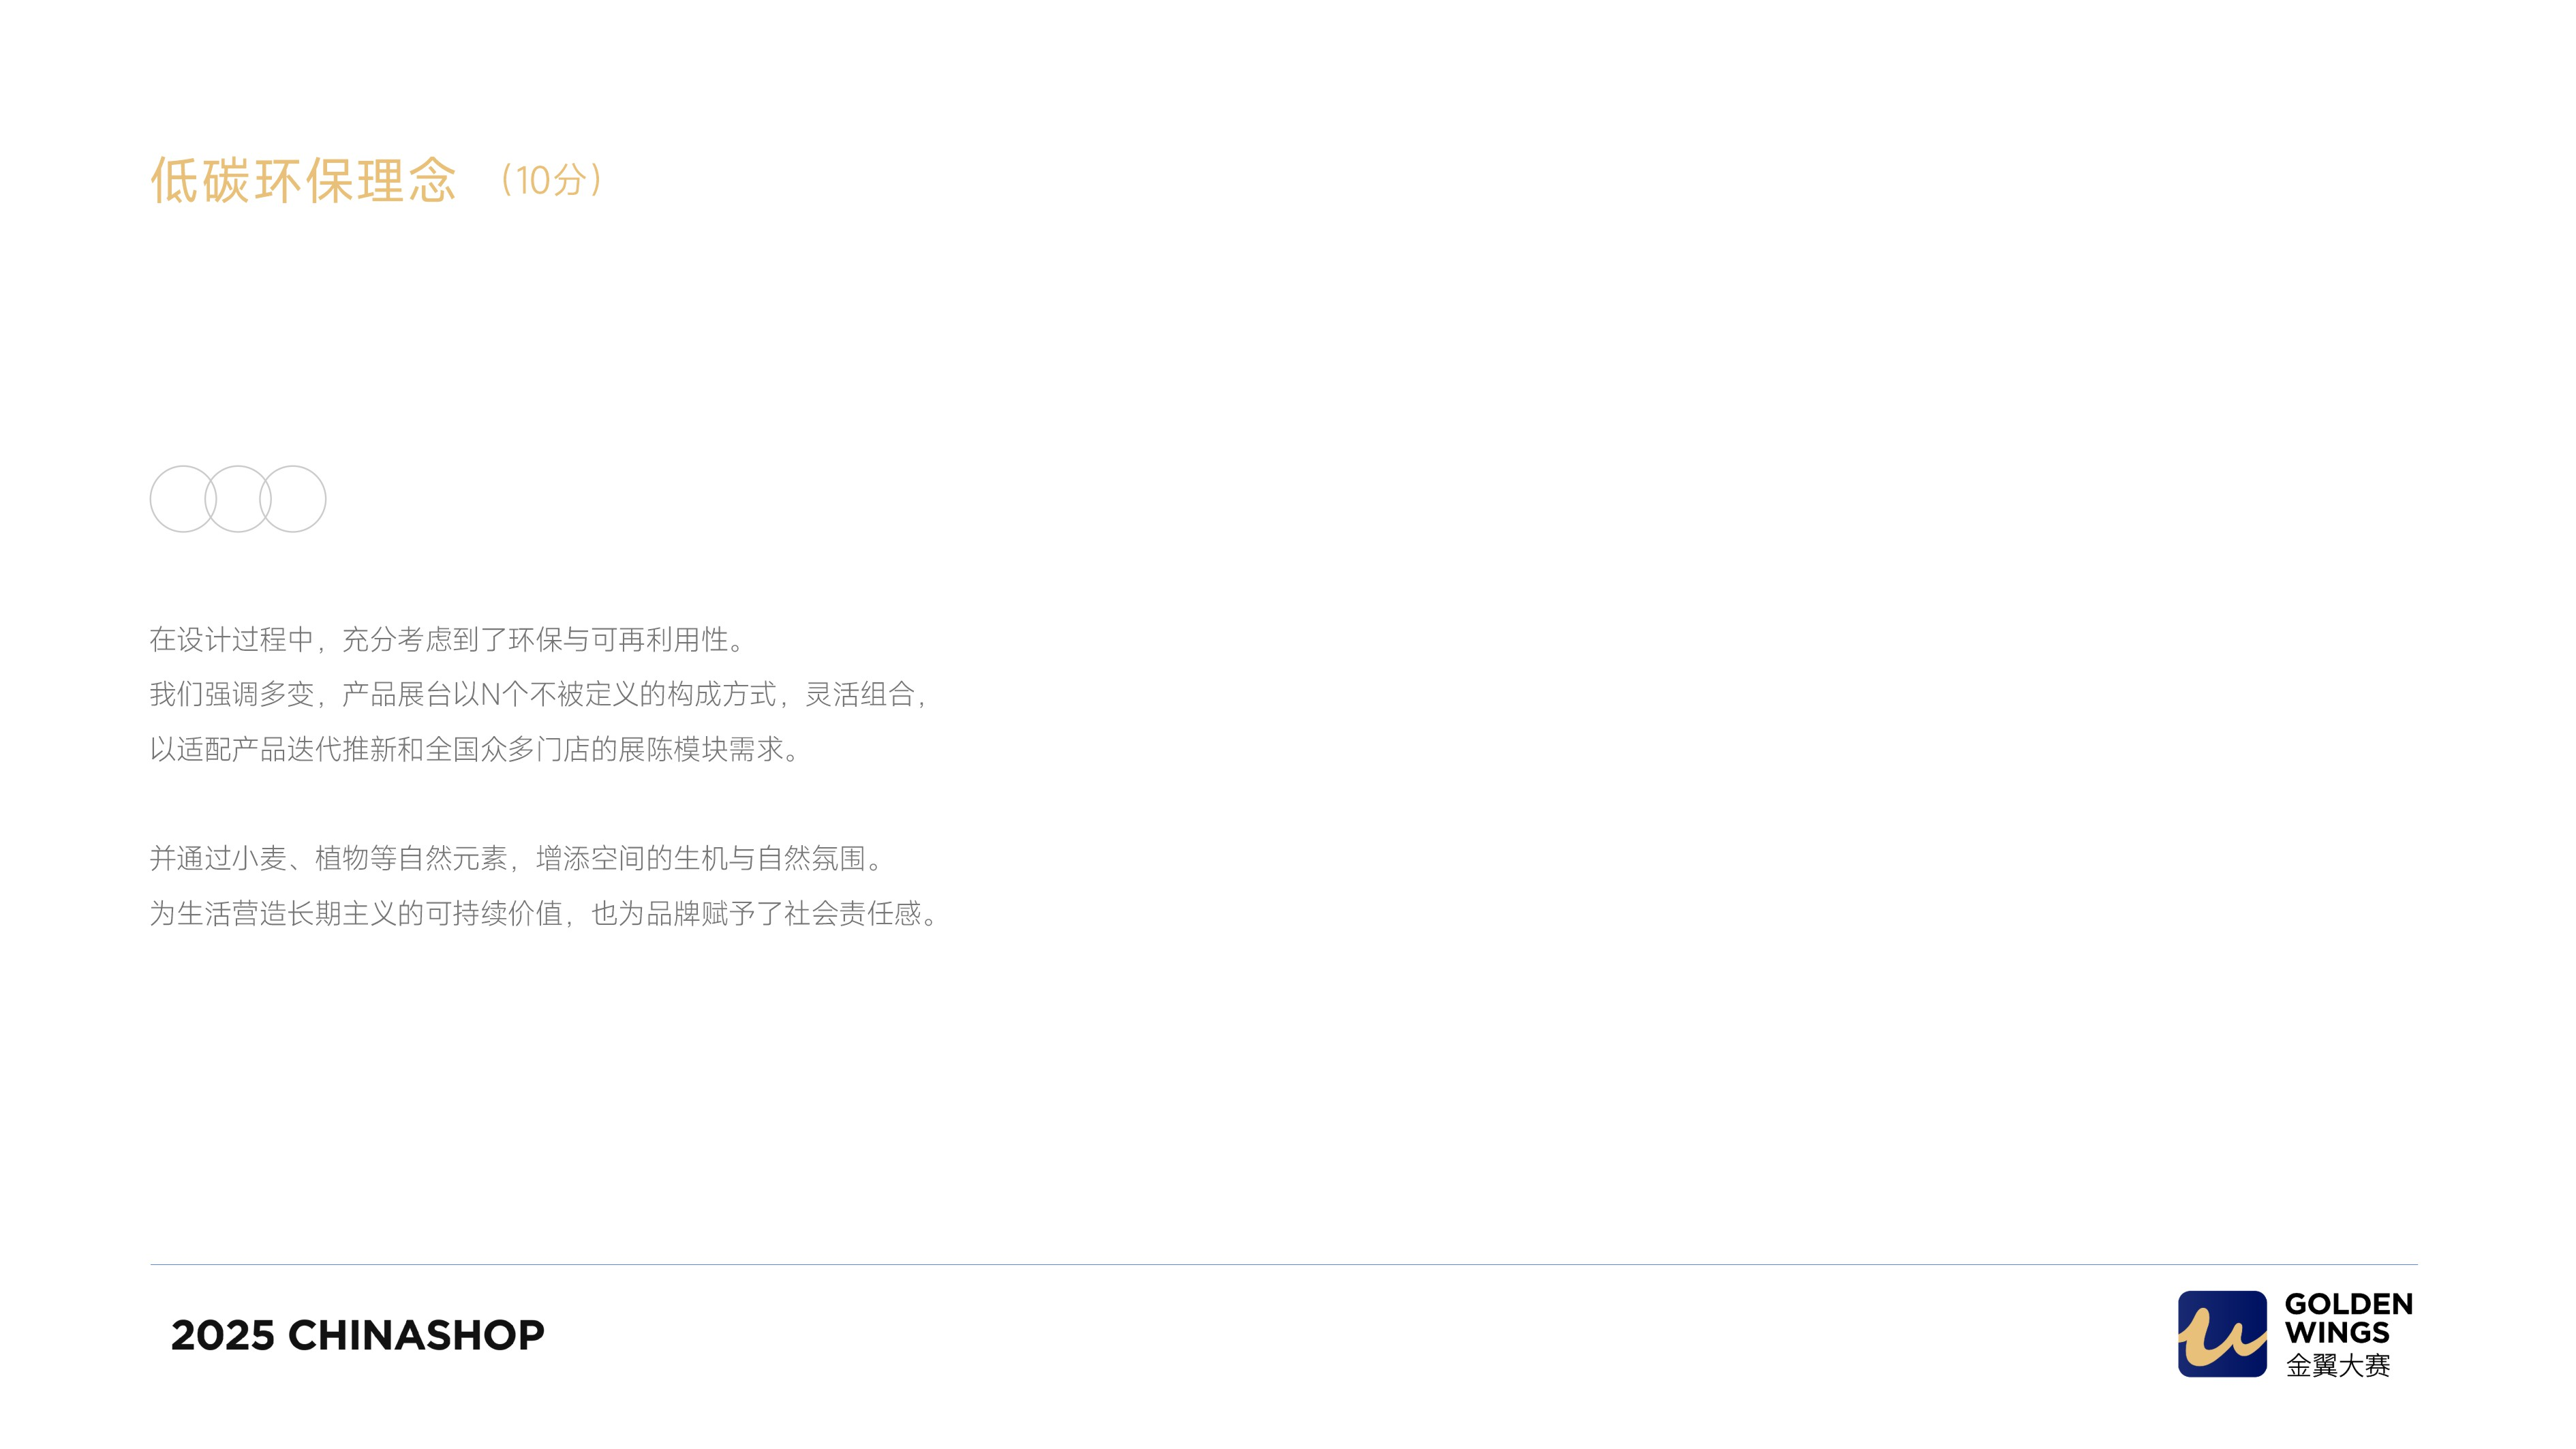 低碳环保理念 （10分）
在设计过程中，充分考虑到了环保与可再利用性。
我们强调多变，产品展台以N个不被定义的构成方式，灵活组合，
以适配产品迭代推新和全国众多门店的展陈模块需求。
并通过小麦、植物等自然元素，增添空间的生机与自然氛围。
为生活营造长期主义的可持续价值，也为品牌赋予了社会责任感。
2025 CHINASHOP
GOLDEN
WINGS
金翼大赛